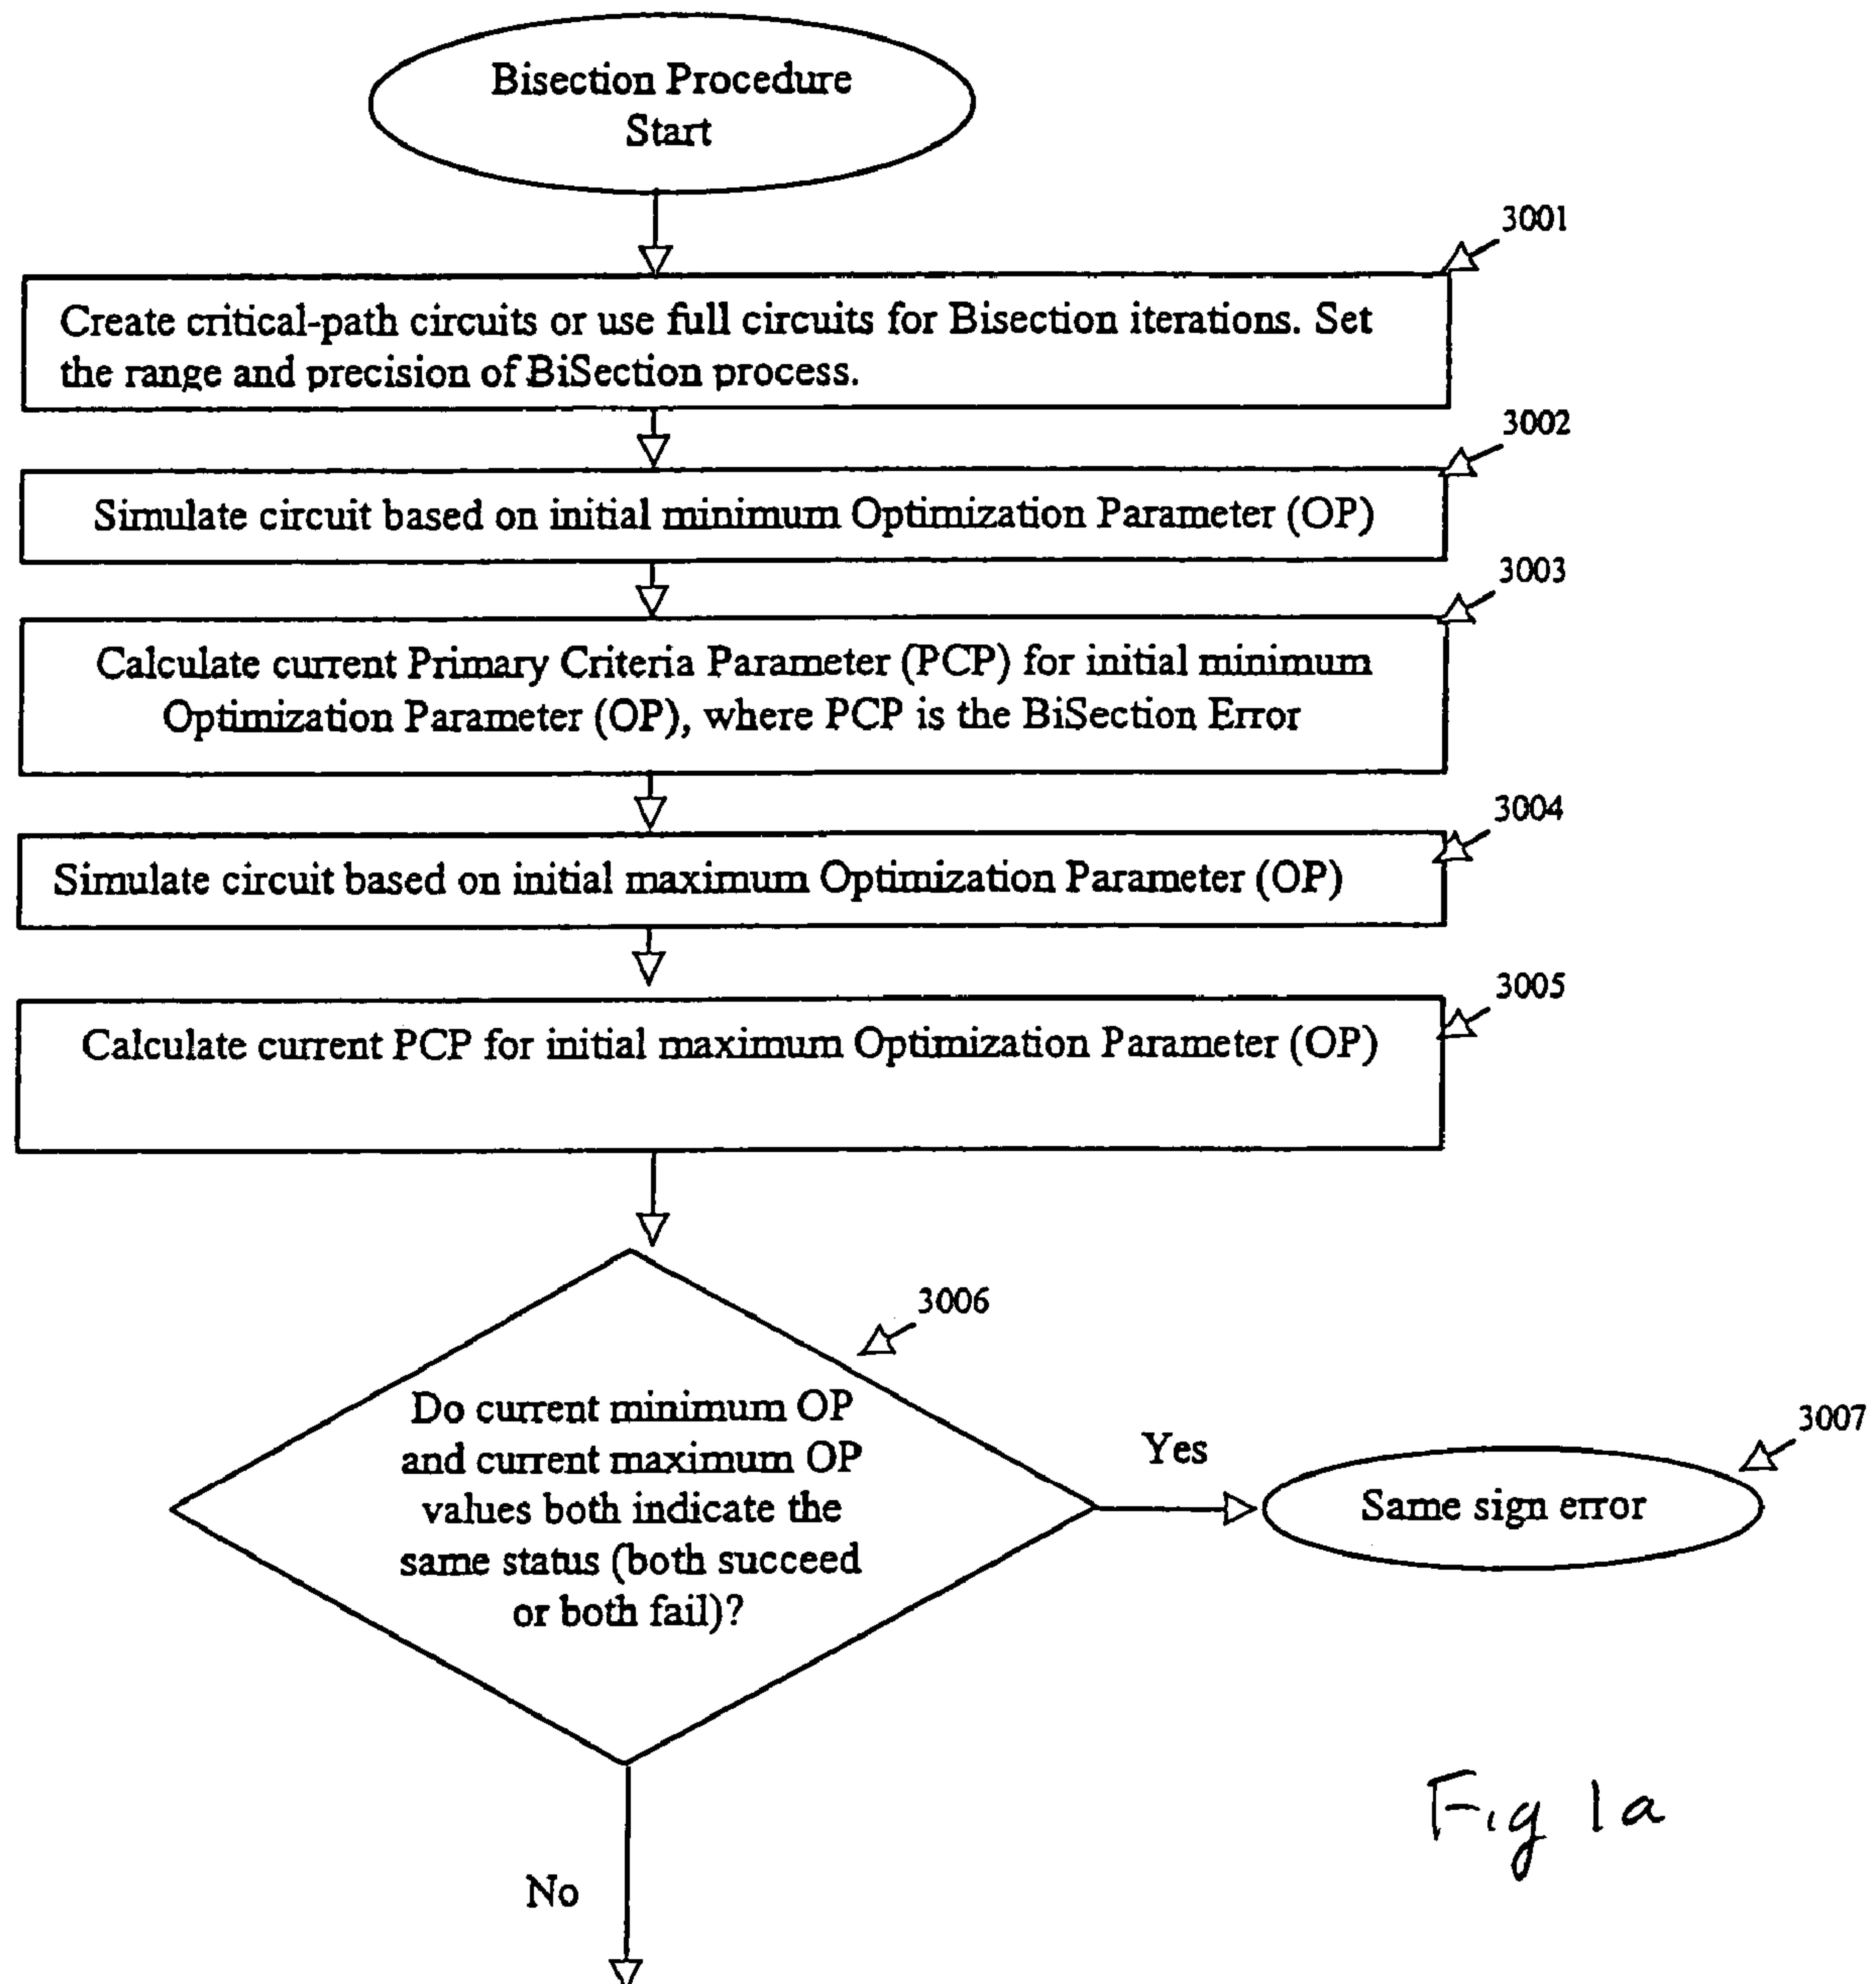 Bisection Procedure
Start
3001
Create critical-path circuits or use full circuits for Bisection iterations. Set
the range and precision of BiSection process.
3002
Simulate circuit based on initial minimum Optimization Parameter (OP)
3003
Calculate current Primary Criteria Parameter (PCP) for initial minimum
Optimization Parameter (OP), where PCP is the BiSection Error
3004
Simulate circuit based on initial maximum Optimization Parameter (OP)
3005
Calculate current PCP for initial maximum Optimization Parameter (OP)
3006
Do current minimum OP
and current maximum OP
values both indicate the
same status (both succeed
or both fail)?
Yes
3007
Same sign error
No
Fig 1a